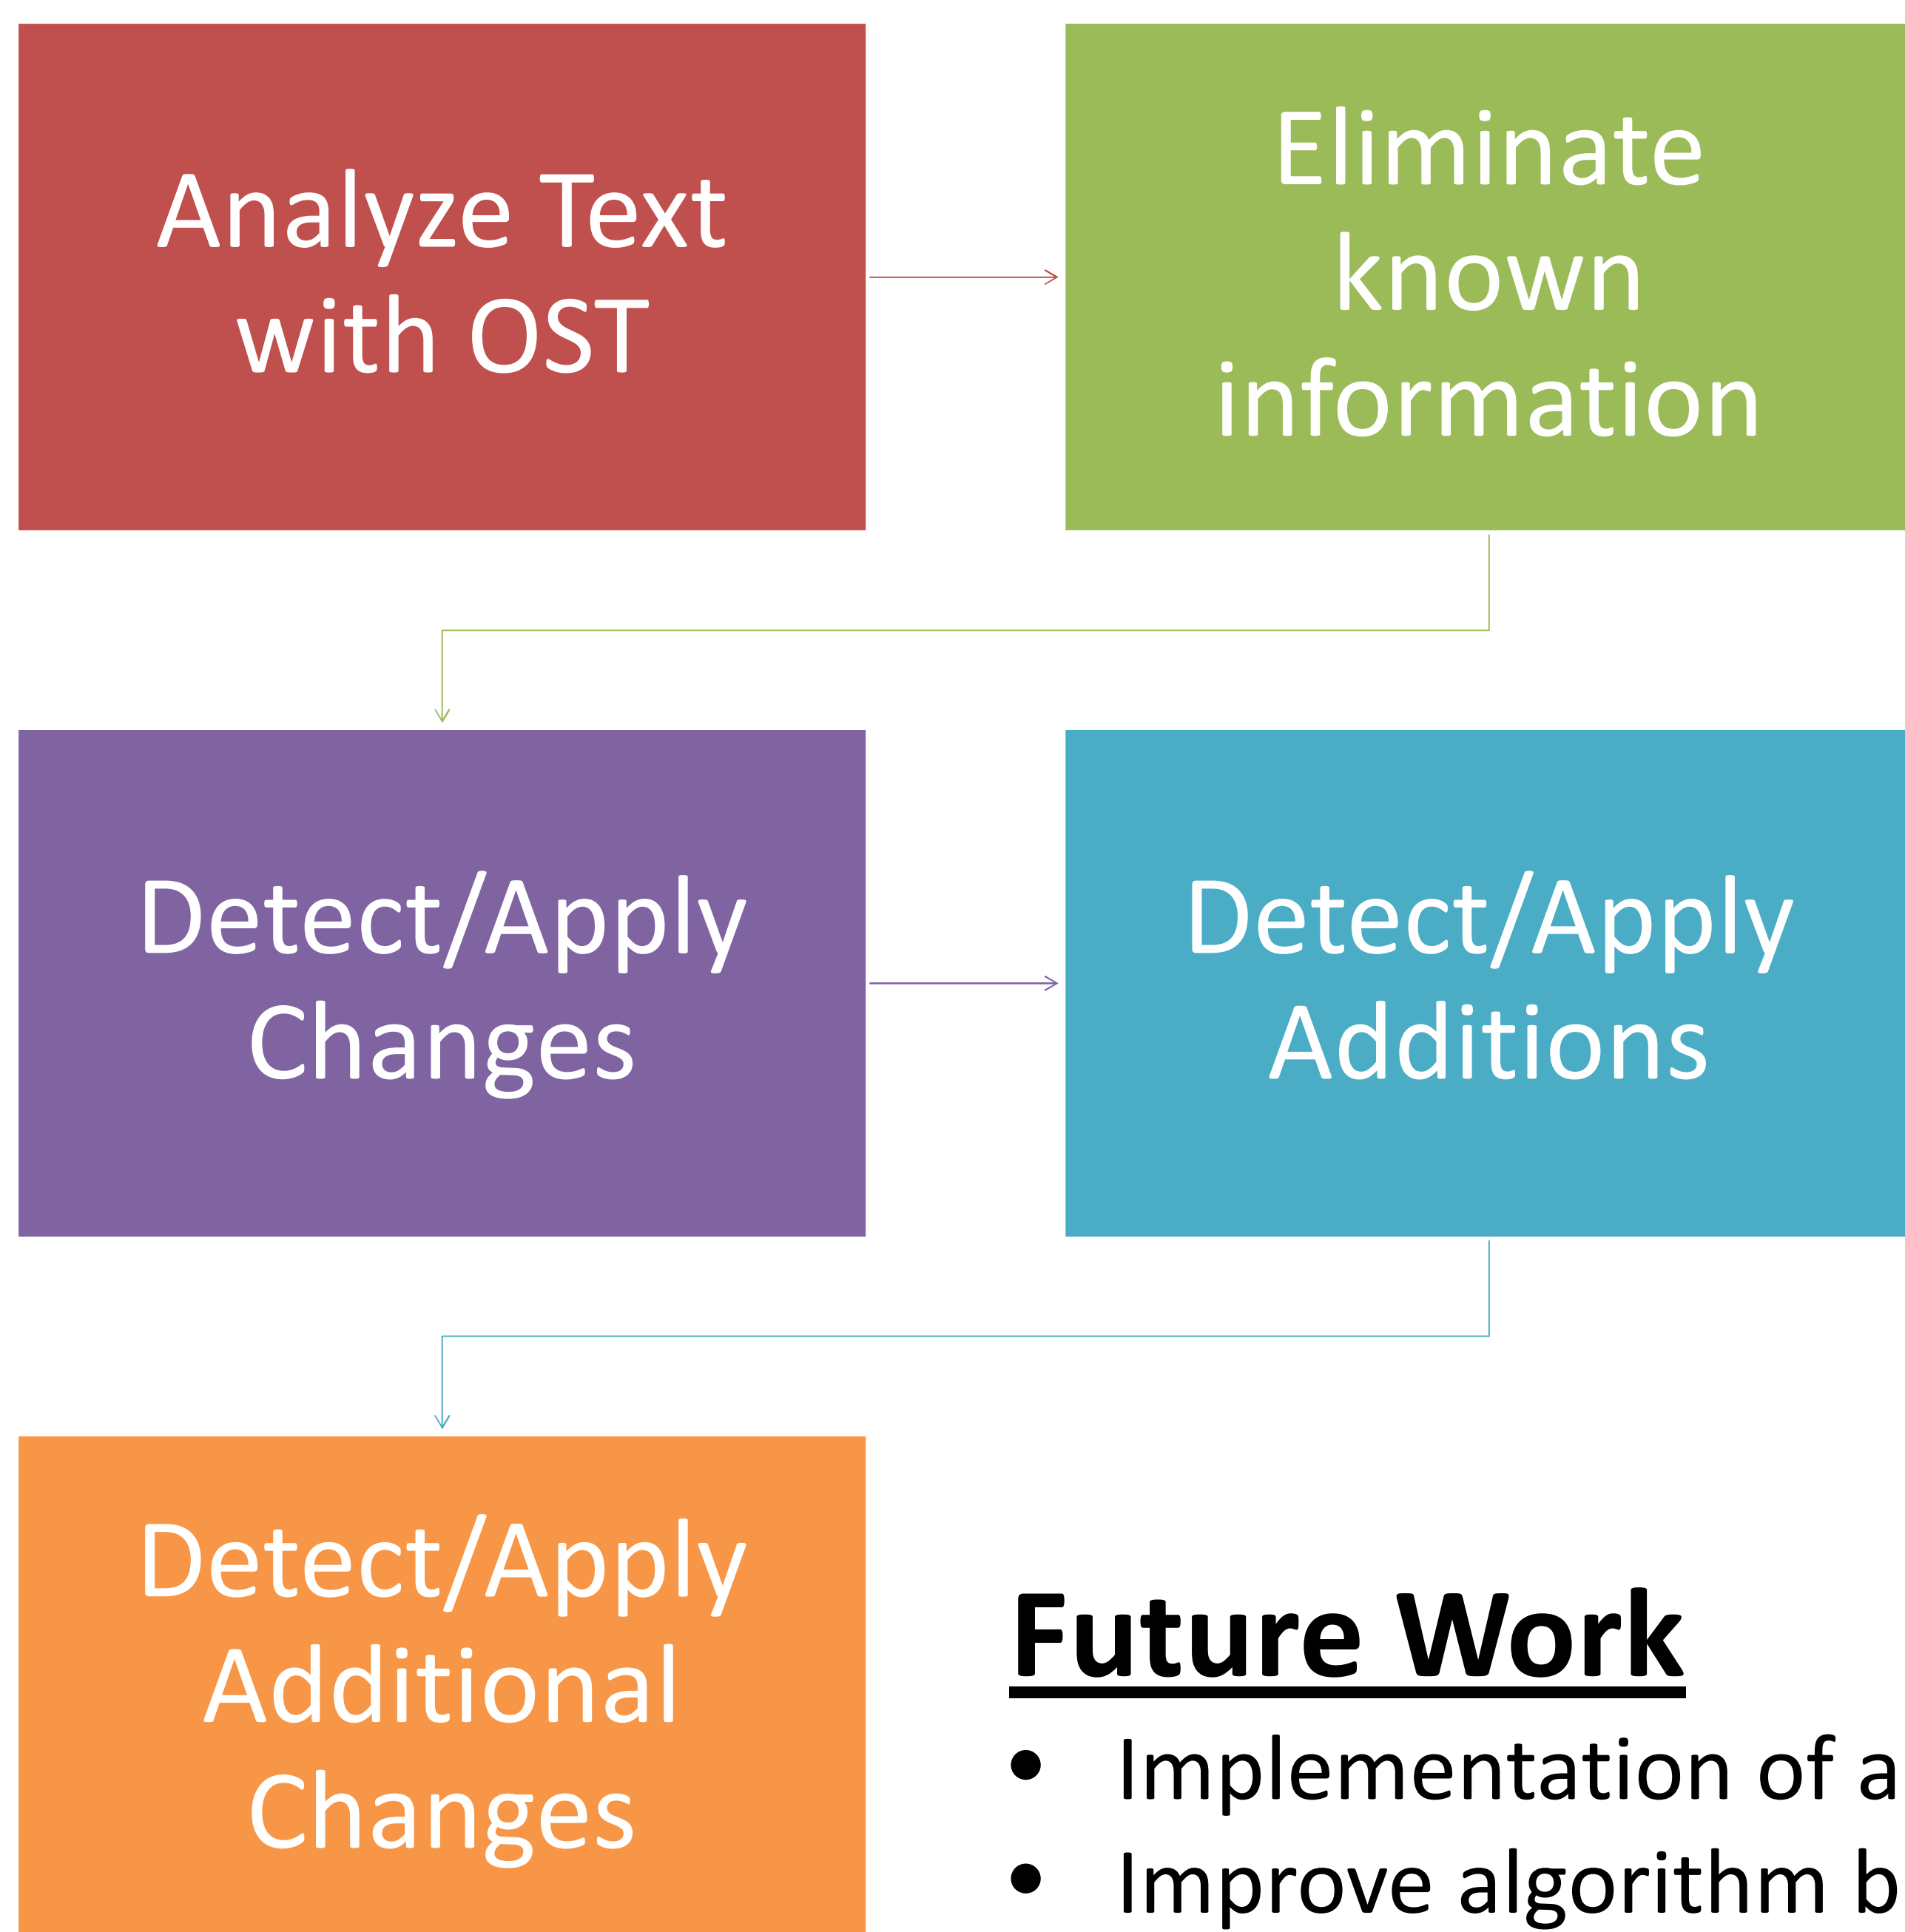 Analyze Text
with OST
Eliminate
known
information
Detect/Apply
Changes
Detect/Apply
Additions
Detect/Apply
Additional
Changes
Future Work
• Implementation of a
• Improve algorithm b